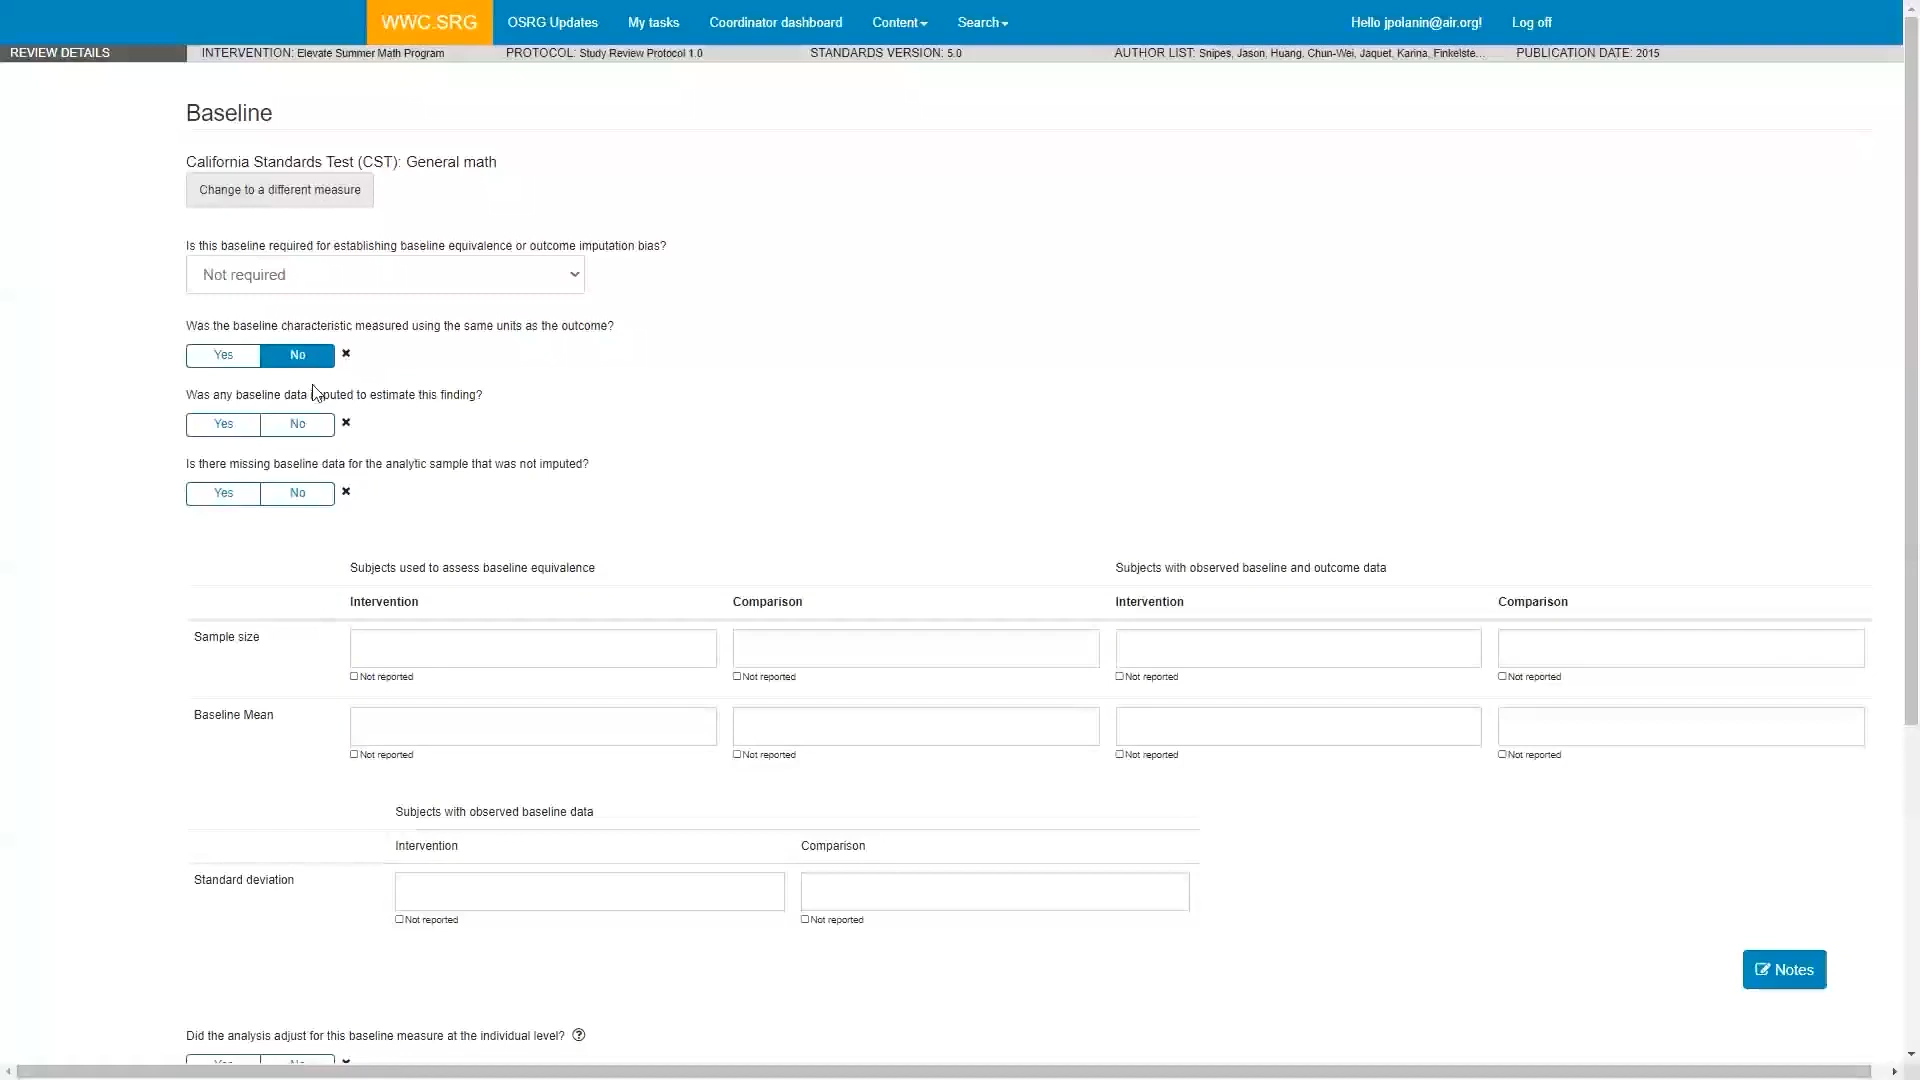 WWC.SRG OSRG Updates My tasks Coordinator dashboard Content Search Hello jpolanin@air.org! Log off
REVIEW DETAILS INTERVENTION: Elevate Summer Math Program PROTOCOL: Study Review Protocol 1.0 STANDARDS VERSION: 5.0 AUTHOR LIST: Snipes, Jason, Huang, Chun-Wei, Jaquet, Karina, Finkelste... PUBLICATION DATE: 2015
Baseline
California Standards Test (CST): General math
Change to a different measure
Is this baseline required for establishing baseline equivalence or outcome imputation bias?
Not required
Was the baseline characteristic measured using the same units as the outcome?
Yes No
Was any baseline data puted to estimate this finding?
Yes No
Is there missing baseline data for the analytic sample that was not imputed?
Yes No
Subjects used to assess baseline equivalence Subjects with observed baseline and outcome data
Intervention Comparison Intervention Comparison
Sample size
Not reported Not reported Not reported Not reported
Baseline Mean
Not reported Not reported Not reported Not reported
Subjects with observed baseline data
Intervention Comparison
Standard deviation
Not reported Not reported
Notes
Did the analysis adjust for this baseline measure at the individual level?
Yes No